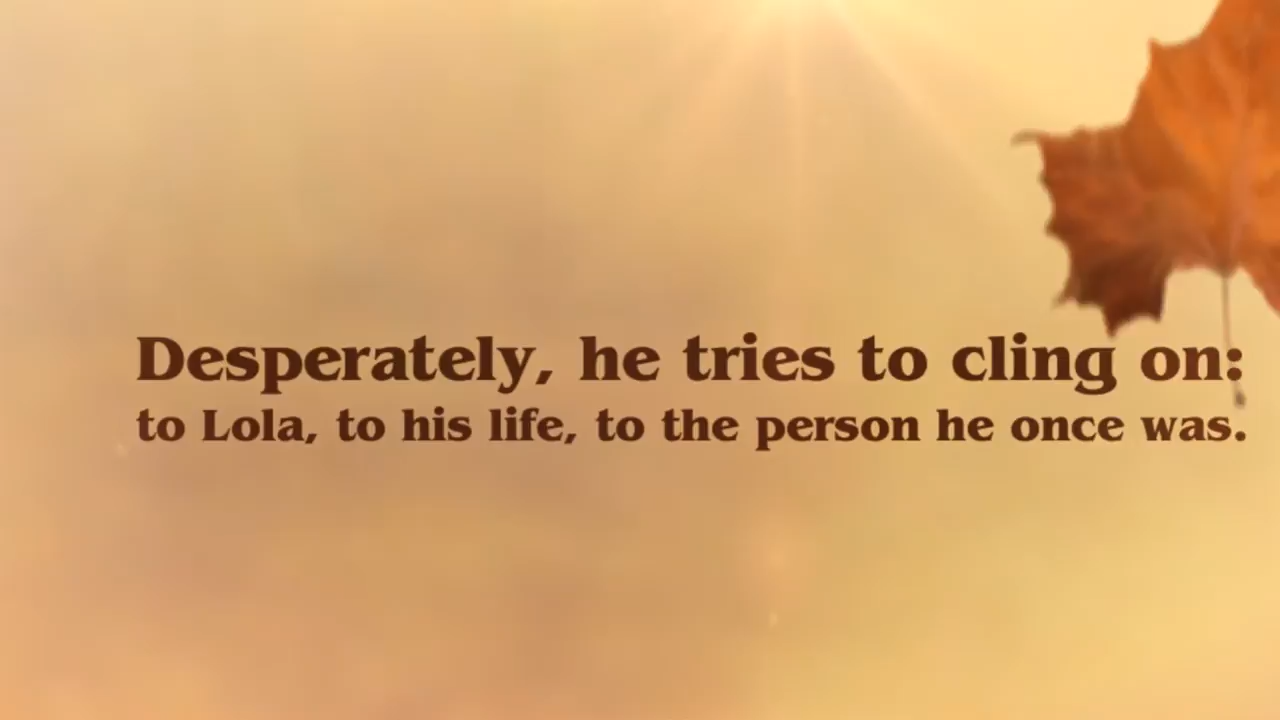 Desperately, he tries to cling on:
to Lola, to his life, to the person he once was.